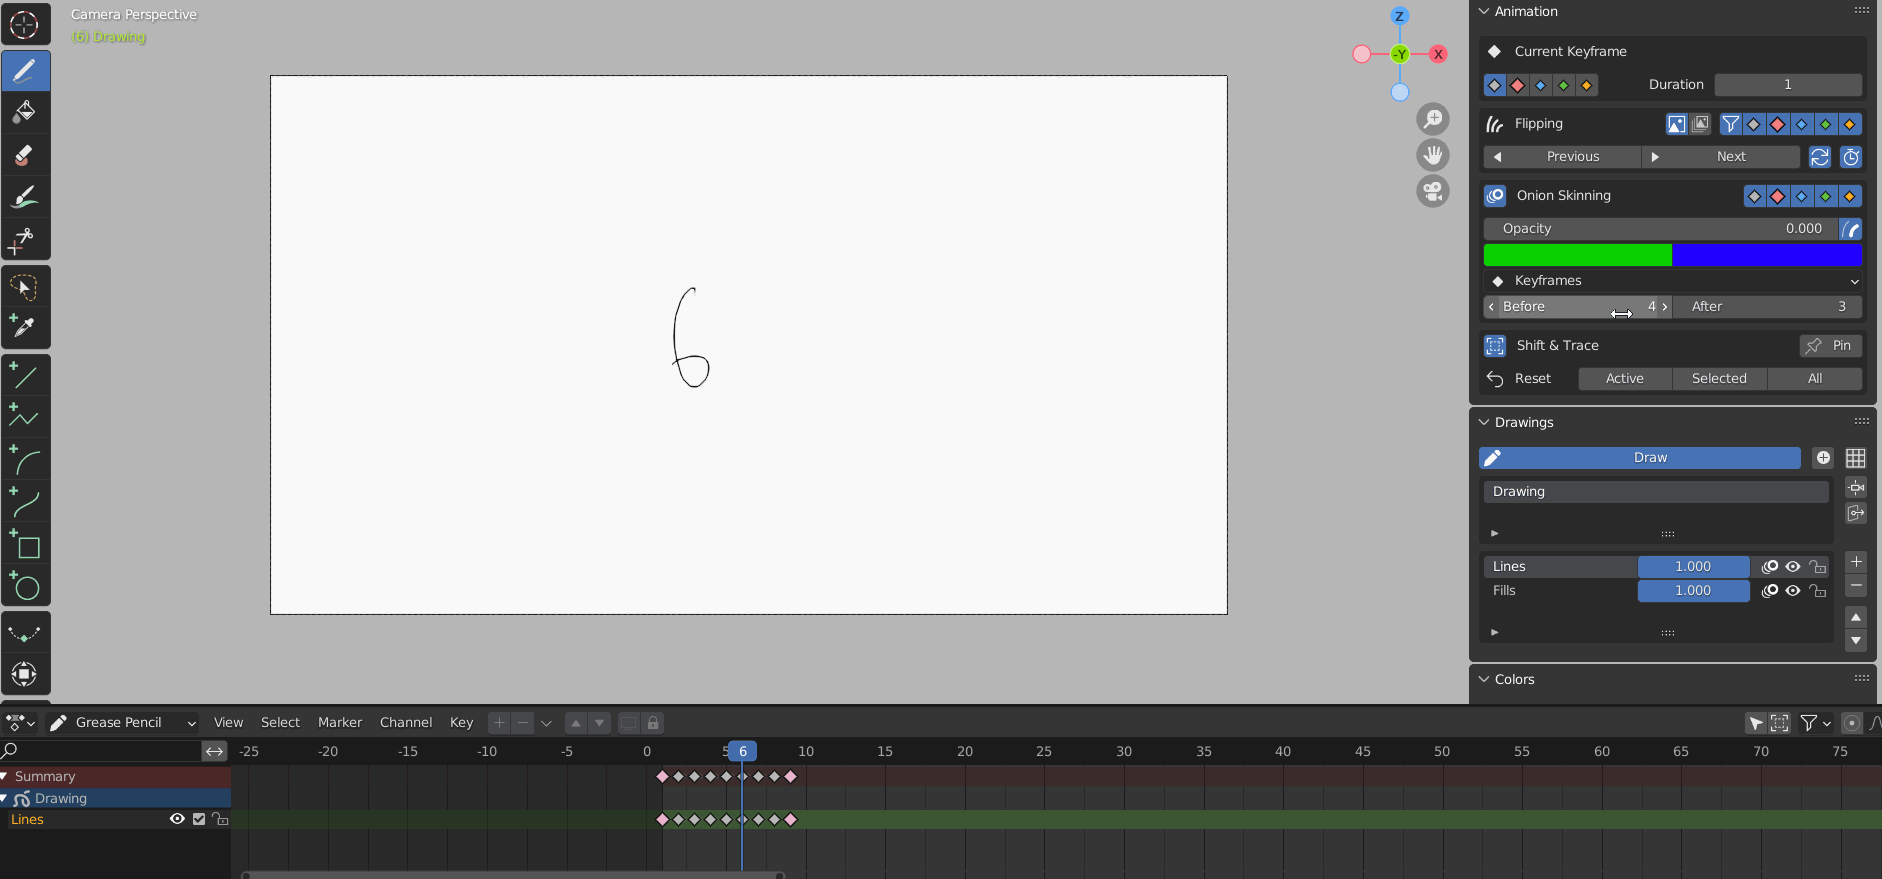 Camera Perspective
(6) Drawing
Z
-Y
X
6
Animation
Current Keyframe
Duration 1
Flipping
Previous Next
Onion Skinning
Opacity 0.000
Keyframes
Before 4 After 3
Shift & Trace Pin
Reset Active Selected All
Drawings
Draw
Drawing
Lines 1.000
Fills 1.000
Colors
Grease Pencil View Select Marker Channel Key
-25 -20 -15 -10 -5 0 5 6 10 15 20 25 30 35 40 45 50 55 60 65 70 75
Summary
Drawing
Lines